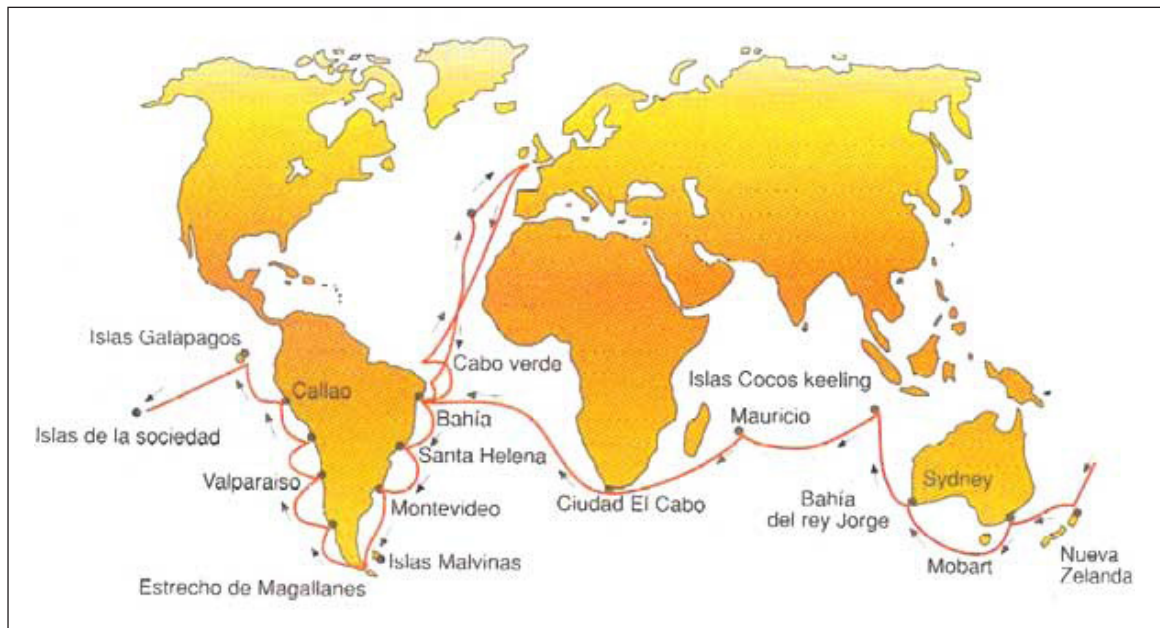 Islas Galápagos
Cabo verde
Islas Cocos keeling
Callao
Islas de la sociedad
Bahía
Mauricio
Santa Helena
Valparaiso
Sydney
Montevideo
Ciudad El Cabo
Bahía
del rey Jorge
Islas Malvinas
Mobart
Nueva
Zelanda
Estrecho de Magallanes